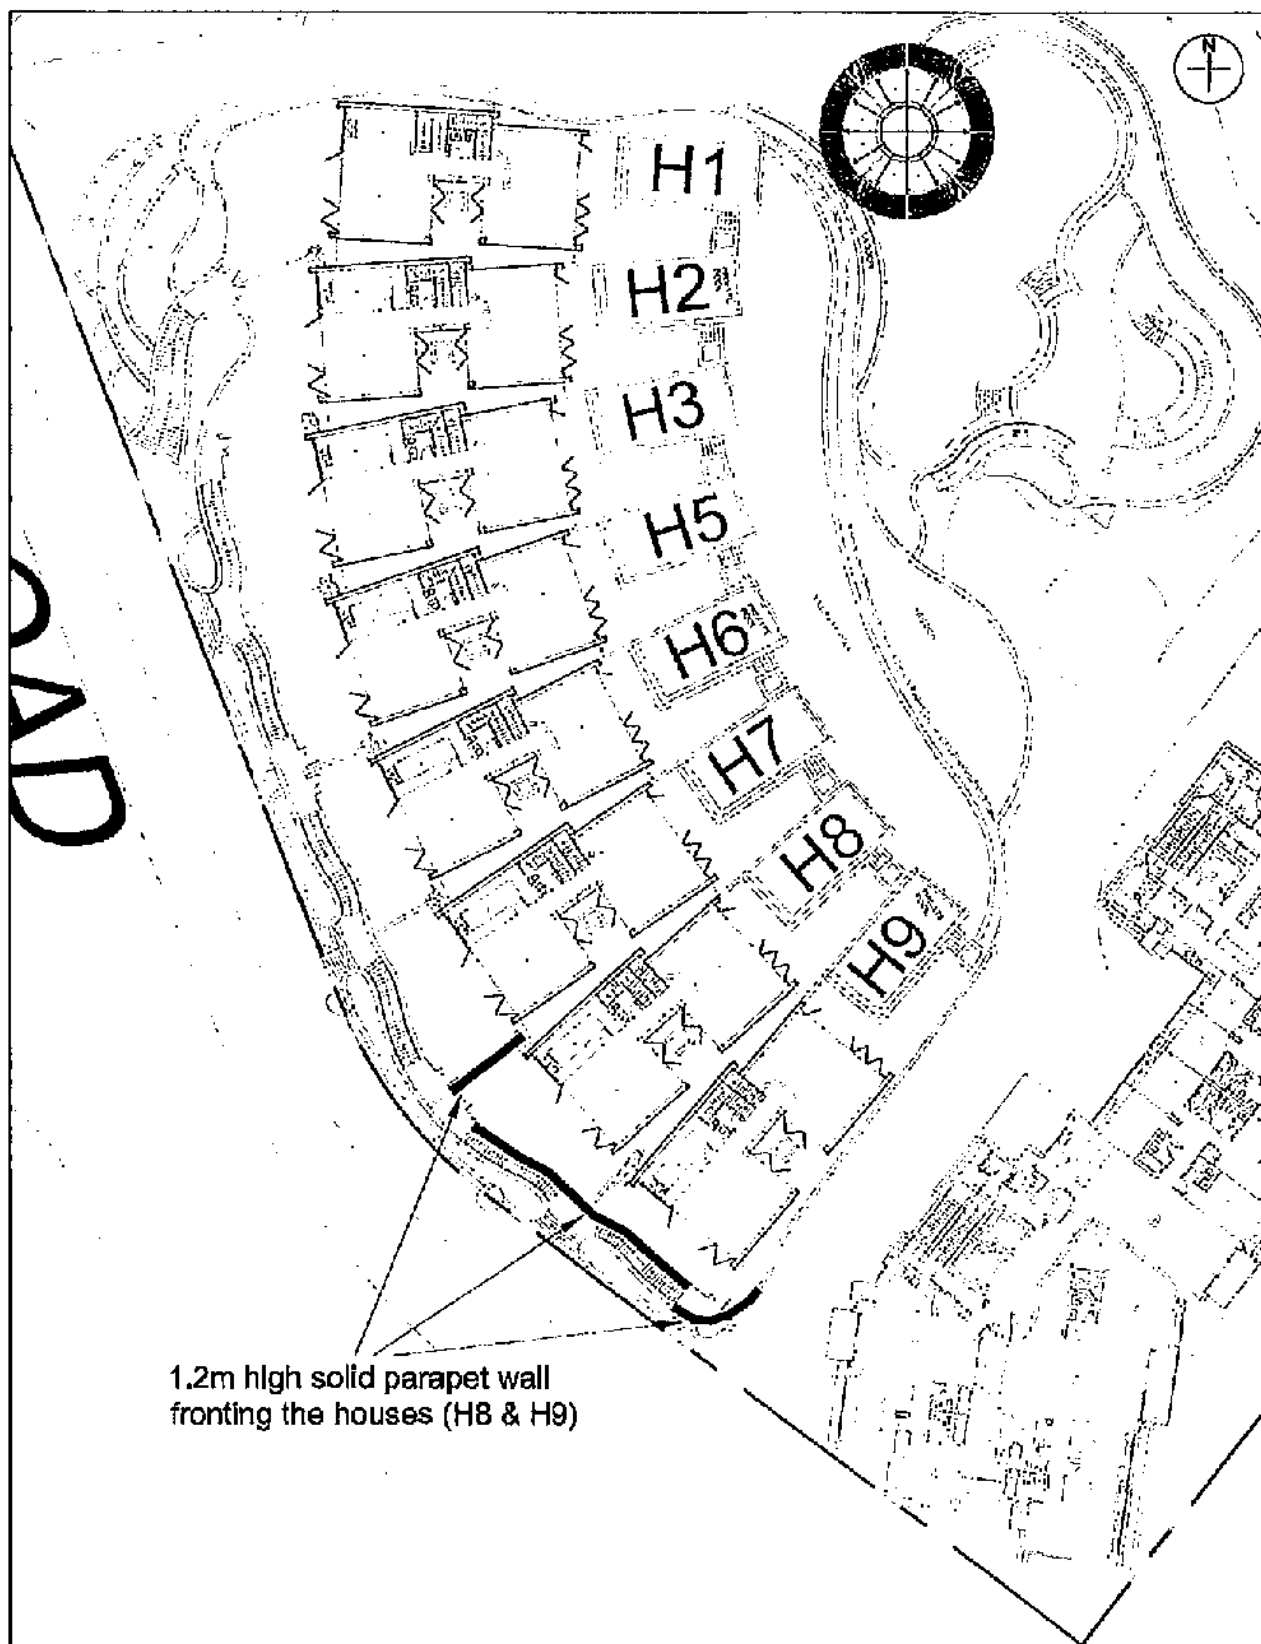 N
H1
H2
H3
H5
H6
H7
H8
H9
OAD
1.2m high solid parapet wall
fronting the houses (H8 & H9)